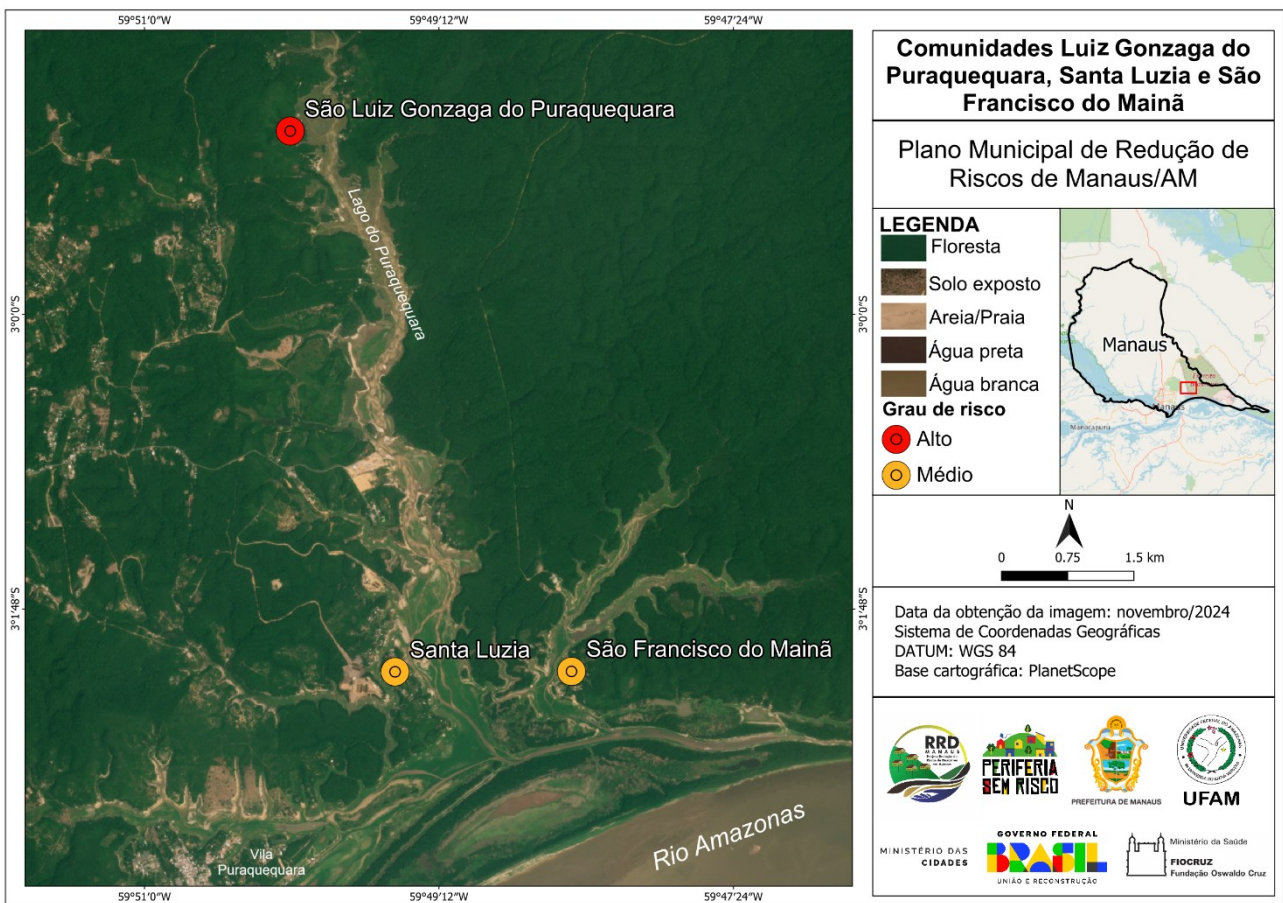 59°51'0"W
59°49'12"W
59°47'24"W
3°0'0"S
3°1'48"S
São Luiz Gonzaga do Puraquequara
Lago do Puraquequara
Santa Luzia
São Francisco do Mainã
Vila
Puraquequara
Rio Amazonas
3°0'0"S
3°1'48"S
59°51'0"W
59°49'12"W
59°47'24"W
Comunidades Luiz Gonzaga do
Puraquequara, Santa Luzia e São
Francisco do Mainã
Plano Municipal de Redução de
Riscos de Manaus/AM
LEGENDA
Floresta
Solo exposto
Areia/Praia
Água preta
Água branca
Grau de risco
Alto
Médio
Manaus
Manaus
Manacapuru
N
0 0.75 1.5 km
Data da obtenção da imagem: novembro/2024
Sistema de Coordenadas Geográficas
DATUM: WGS 84
Base cartográfica: PlanetScope
RRD
MANAUS
PERIFERIA
SEM RISCO
PREFEITURA DE MANAUS
UFAM
MINISTÉRIO DAS
CIDADES
GOVERNO FEDERAL
BRASIL
UNIÃO E RECONSTRUÇÃO
Ministério da Saúde
FIOCRUZ
Fundação Oswaldo Cruz